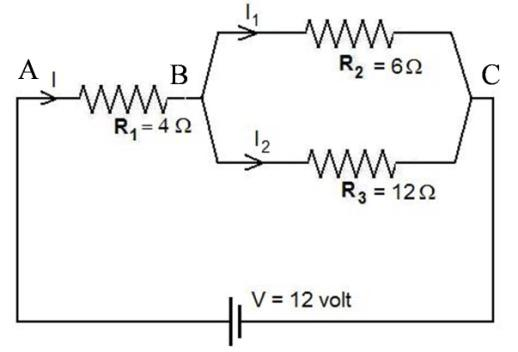 I₁
R₂ = 6Ω
A I B C
R₁ = 4 Ω
I₂
R₃ = 12Ω
V = 12 volt